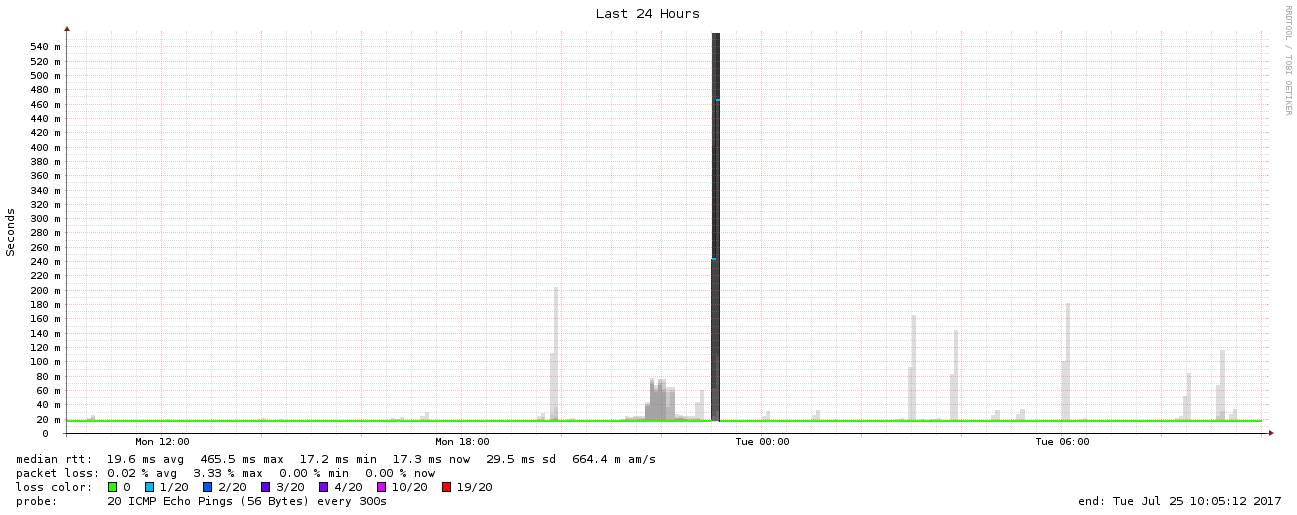 Last 24 Hours
RRDTOOL / TOBI OETIKER
Seconds
540 m
520 m
500 m
480 m
460 m
440 m
420 m
400 m
380 m
360 m
340 m
320 m
300 m
280 m
260 m
240 m
220 m
200 m
180 m
160 m
140 m
120 m
100 m
80 m
60 m
40 m
20 m
0
Mon 12:00 Mon 18:00 Tue 00:00 Tue 06:00
median rtt: 19.6 ms avg 465.5 ms max 17.2 ms min 17.3 ms now 29.5 ms sd 664.4 m am/s
packet loss: 0.02 % avg 3.33 % max 0.00 % min 0.00 % now
loss color: 0 1/20 2/20 3/20 4/20 10/20 19/20
probe: 20 ICMP Echo Pings (56 Bytes) every 300s end: Tue Jul 25 10:05:12 2017